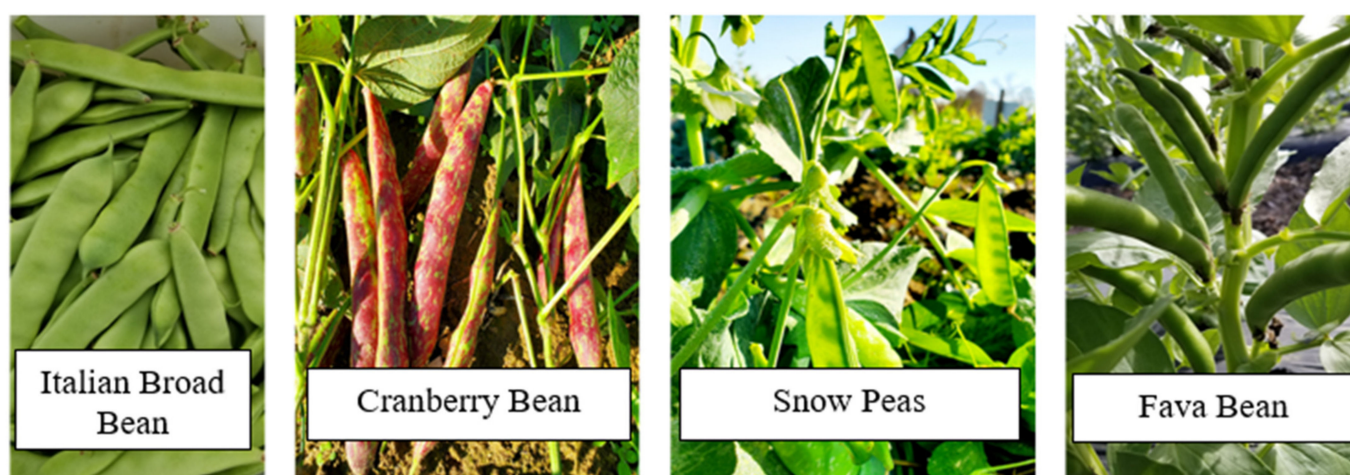 Italian Broad
Bean
Cranberry Bean
Snow Peas
Fava Bean